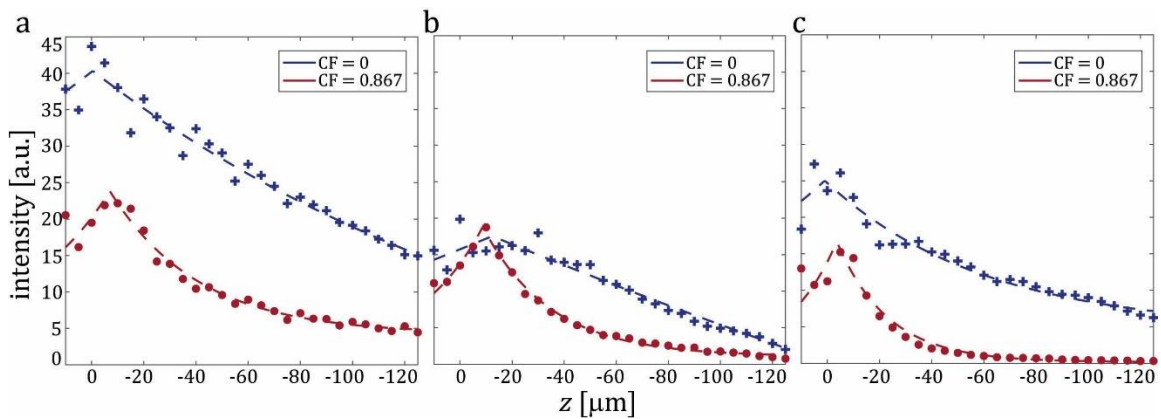 a
b
c
CF = 0
CF = 0.867
CF = 0
CF = 0.867
CF = 0
CF = 0.867
intensity [a.u.]
45
40
35
30
25
20
15
10
5
0
0 -20 -40 -60 -80 -100 -120
0 -20 -40 -60 -80 -100 -120
0 -20 -40 -60 -80 -100 -120
z [μm]